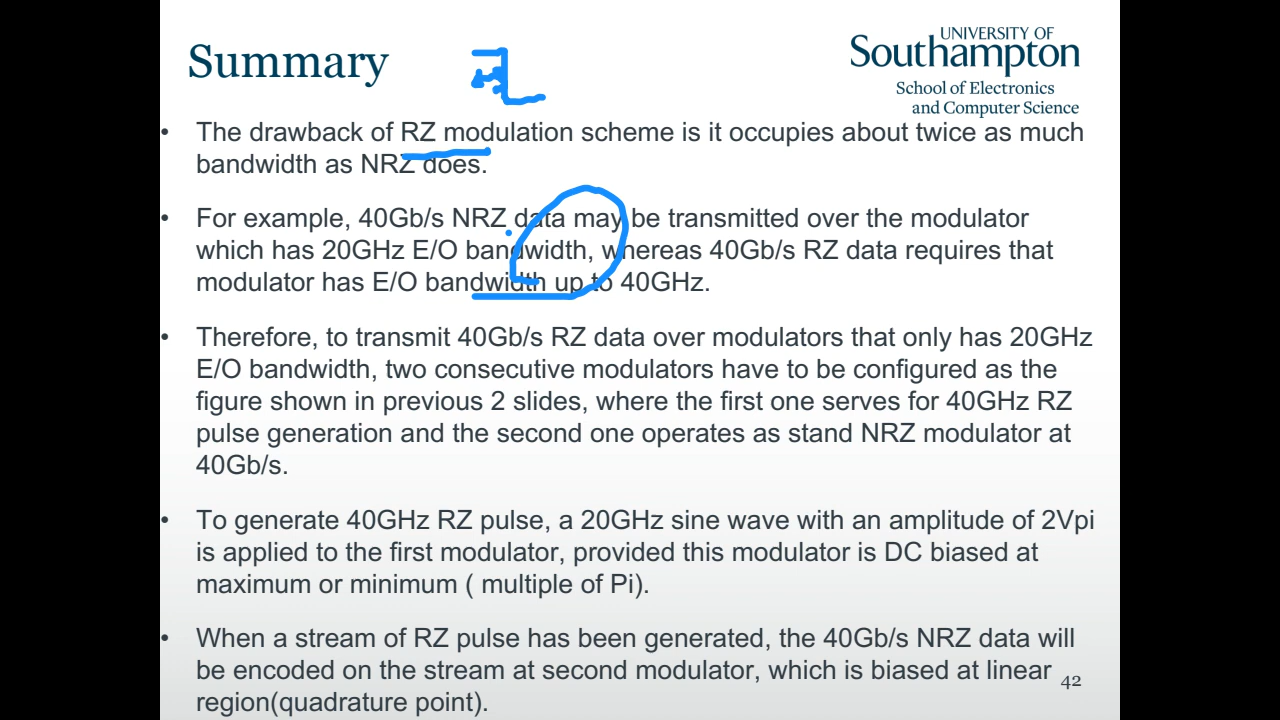 Summary
UNIVERSITY OF
Southampton
School of Electronics
and Computer Science
• The drawback of RZ modulation scheme is it occupies about twice as much
bandwidth as NRZ does.
• For example, 40Gb/s NRZ data may be transmitted over the modulator
which has 20GHz E/O bandwidth, whereas 40Gb/s RZ data requires that
modulator has E/O bandwidth up to 40GHz.
• Therefore, to transmit 40Gb/s RZ data over modulators that only has 20GHz
E/O bandwidth, two consecutive modulators have to be configured as the
figure shown in previous 2 slides, where the first one serves for 40GHz RZ
pulse generation and the second one operates as stand NRZ modulator at
40Gb/s.
• To generate 40GHz RZ pulse, a 20GHz sine wave with an amplitude of 2Vpi
is applied to the first modulator, provided this modulator is DC biased at
maximum or minimum ( multiple of Pi).
• When a stream of RZ pulse has been generated, the 40Gb/s NRZ data will
be encoded on the stream at second modulator, which is biased at linear
region(quadrature point).
42